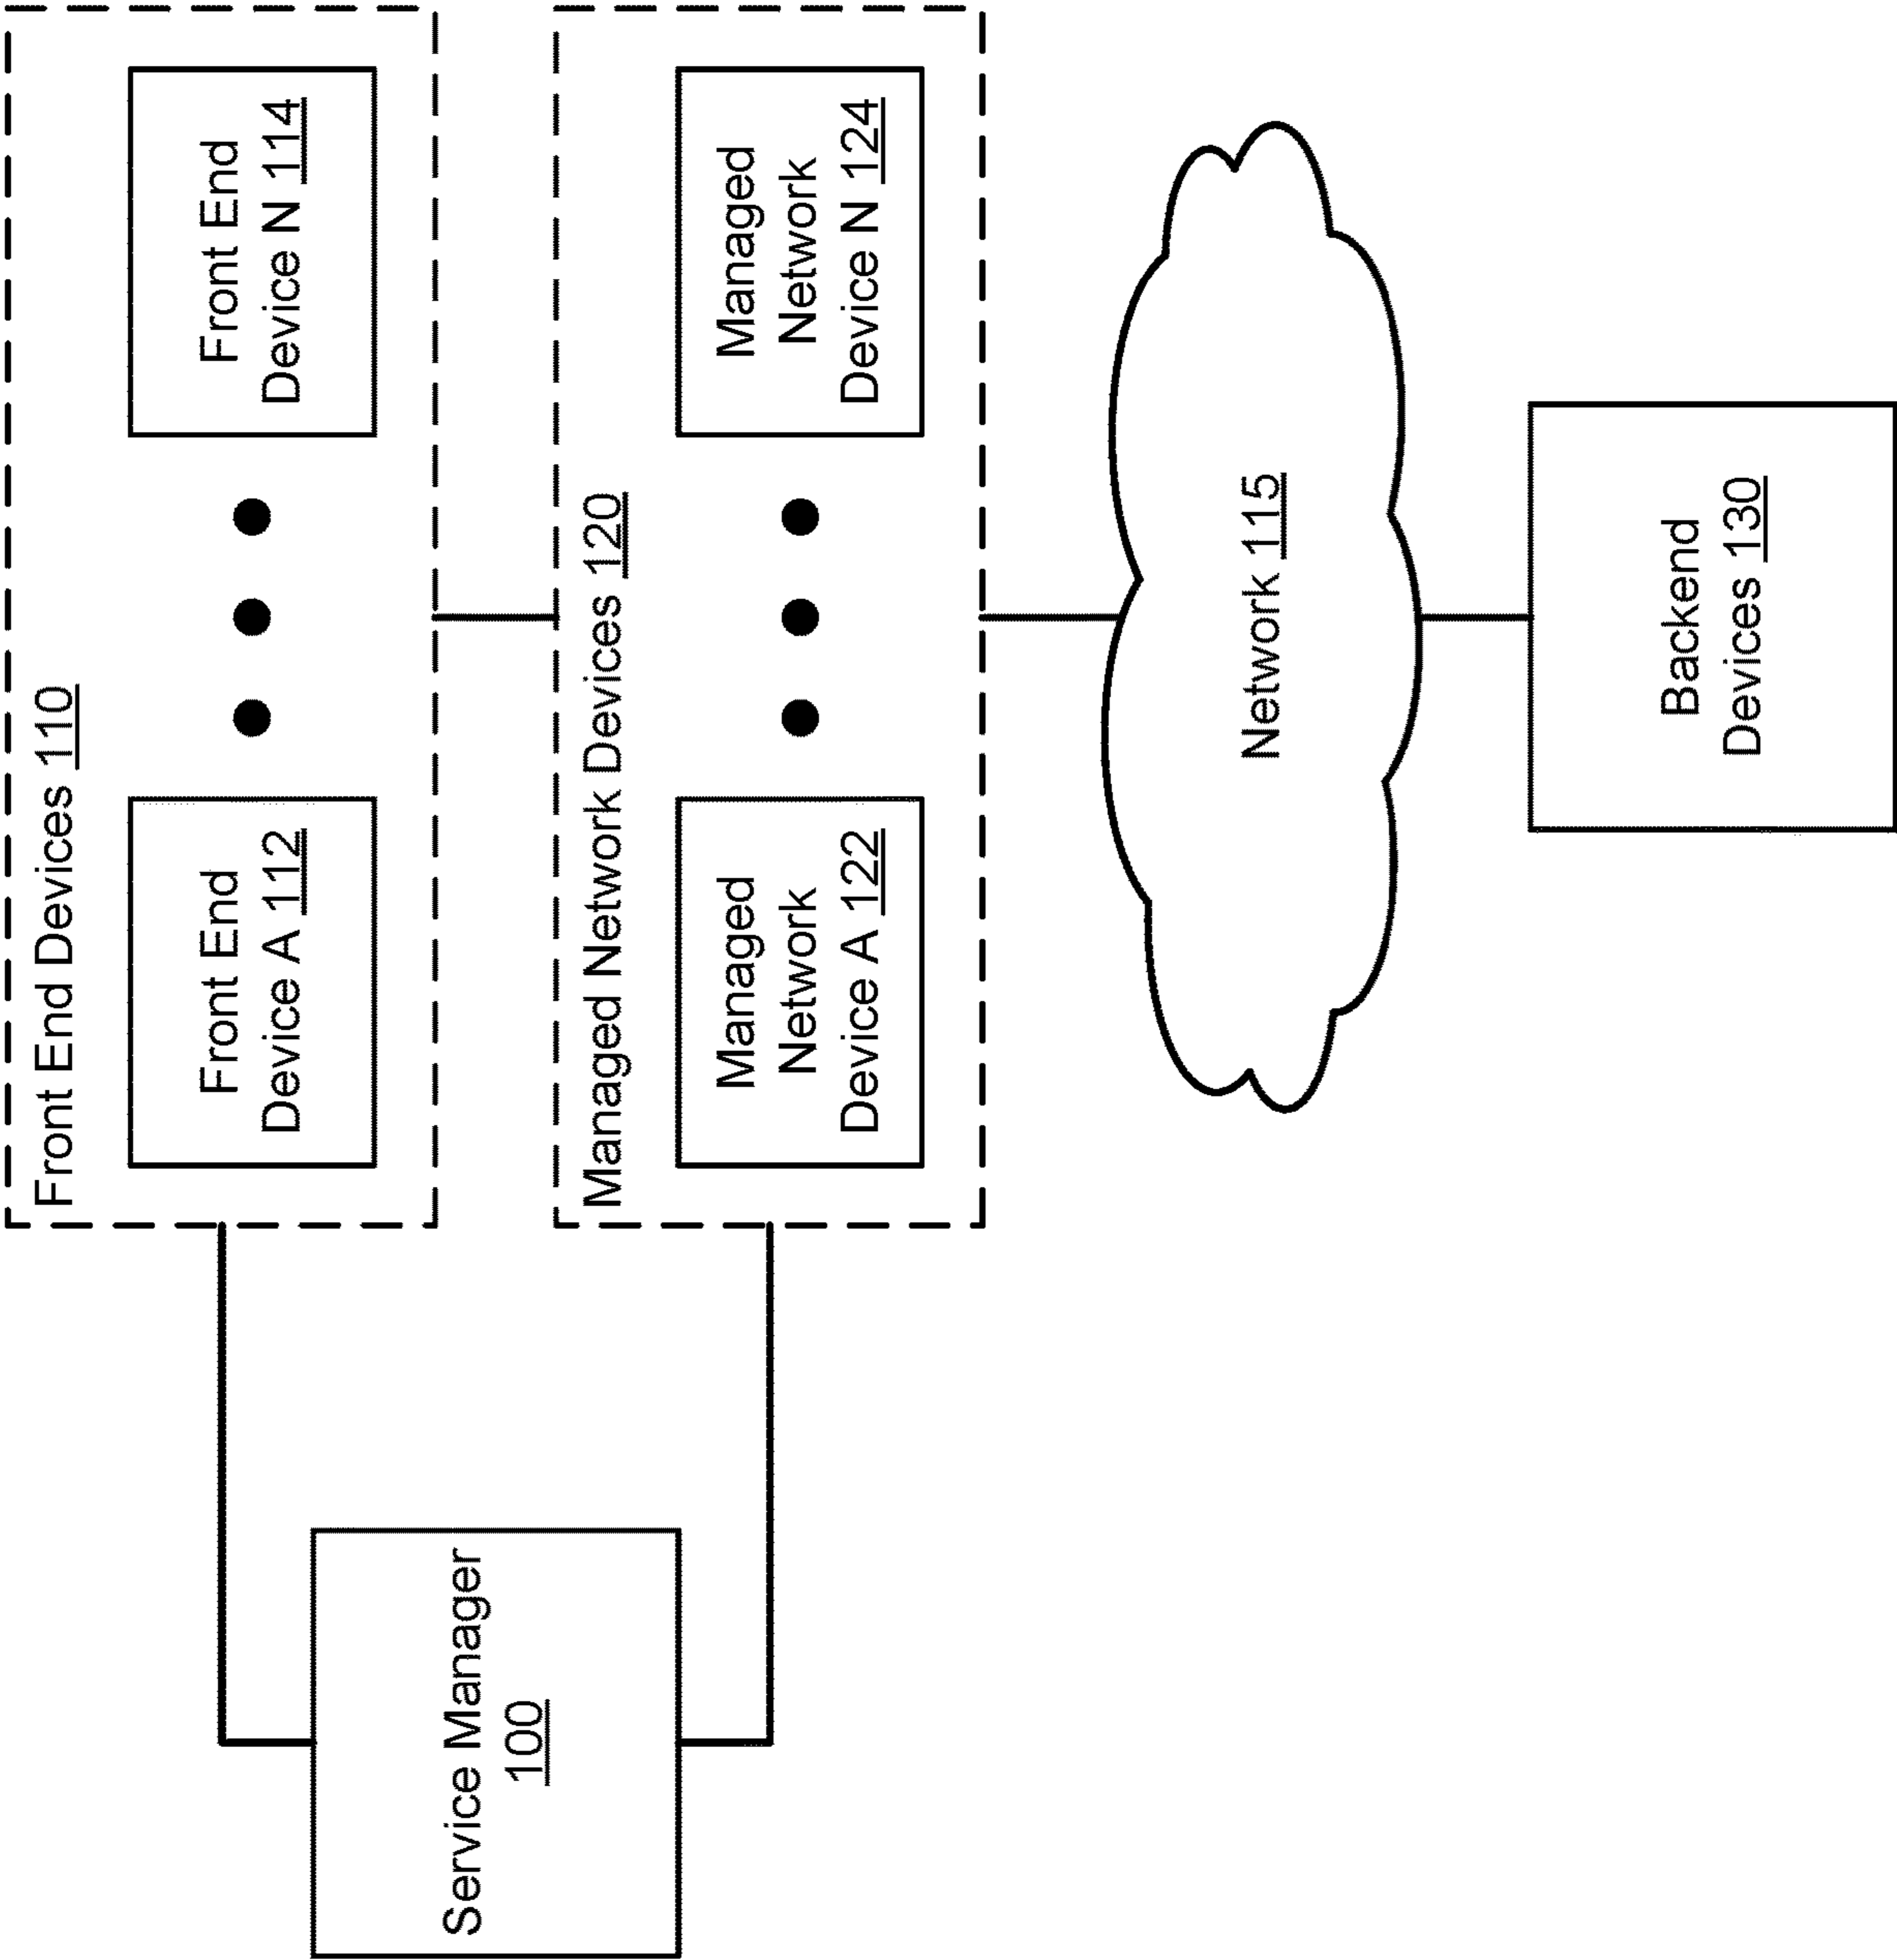 Front End Devices 110
Front End
Device A 112
Front End
Device N 114
Service Manager
100
Managed Network Devices 120
Managed
Network
Device A 122
Managed
Network
Device N 124
Network 115
Backend
Devices 130